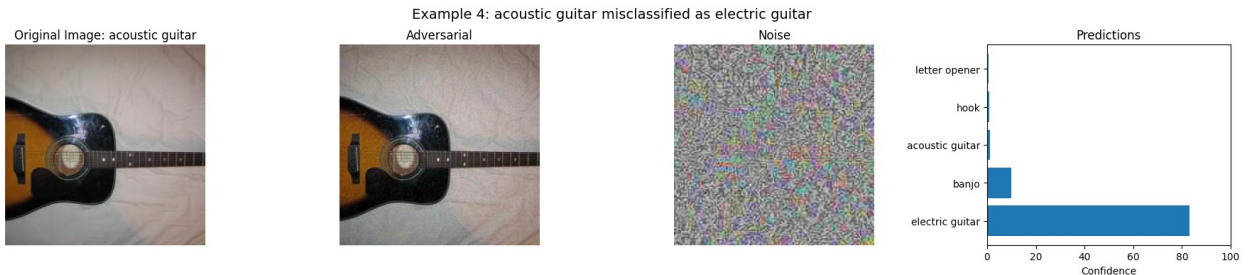 Example 4: acoustic guitar misclassified as electric guitar
Original Image: acoustic guitar
Adversarial
Noise
Predictions
letter opener
hook
acoustic guitar
banjo
electric guitar
0 20 40 60 80 100
Confidence